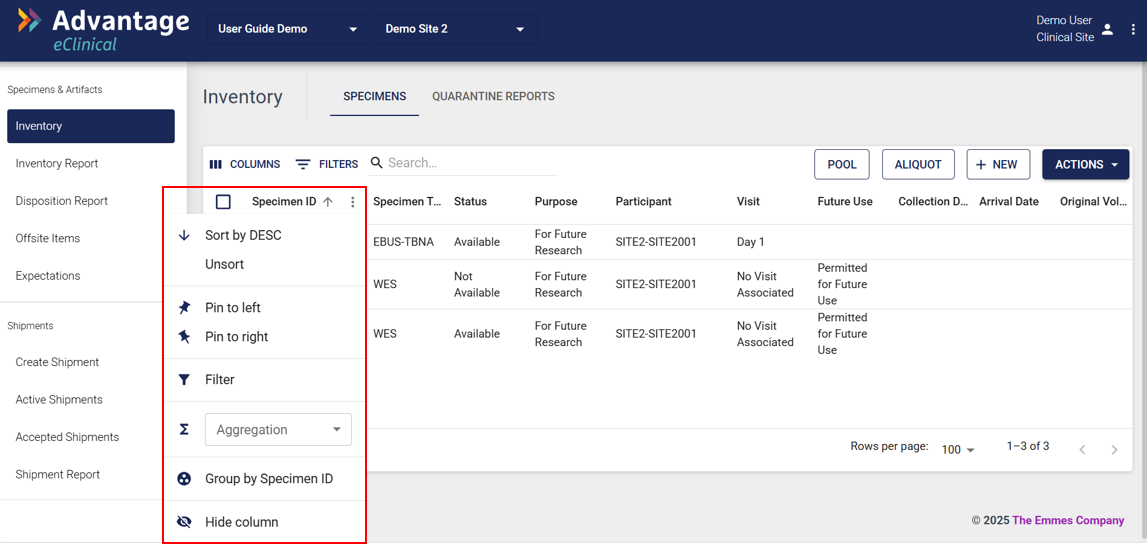 Advantage
eClinical
User Guide Demo
Demo Site 2
Demo User
Clinical Site
Specimens & Artifacts
Inventory
Inventory Report
Disposition Report
Offsite Items
Expectations
Shipments
Create Shipment
Active Shipments
Accepted Shipments
Shipment Report
Inventory
SPECIMENS
QUARANTINE REPORTS
COLUMNS
FILTERS
Search...
POOL
ALIQUOT
+ NEW
ACTIONS
Specimen ID
Specimen T...
Status
Purpose
Participant
Visit
Future Use
Collection D...
Arrival Date
Original Vol...
EBUS-TBNA
Available
For Future
Research
SITE2-SITE2001
Day 1
WES
Not
Available
For Future
Research
SITE2-SITE2001
No Visit
Associated
Permitted
for Future
Use
WES
Available
For Future
Research
SITE2-SITE2001
No Visit
Associated
Permitted
for Future
Use
Sort by DESC
Unsort
Pin to left
Pin to right
Filter
Aggregation
Group by Specimen ID
Hide column
Rows per page:
100
1–3 of 3
© 2025 The Emmes Company